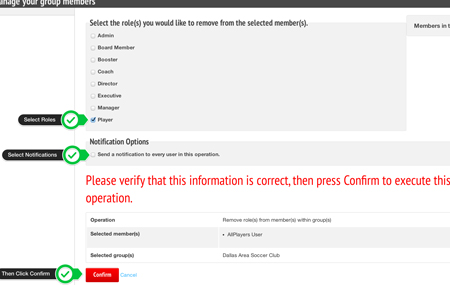 Manage your group members
Select the role(s) you would like to remove from the selected member(s).
Members in t
Admin
Board Member
Booster
Coach
Director
Executive
Manager
Select Roles
Player
Notification Options
Select Notifications
Send a notification to every user in this operation.
Please verify that this information is correct, then press Confirm to execute this
operation.
Operation Remove role(s) from member(s) within group(s)
Selected member(s) • AllPlayers User
Selected group(s) Dallas Area Soccer Club
Then Click Confirm
Confirm Cancel